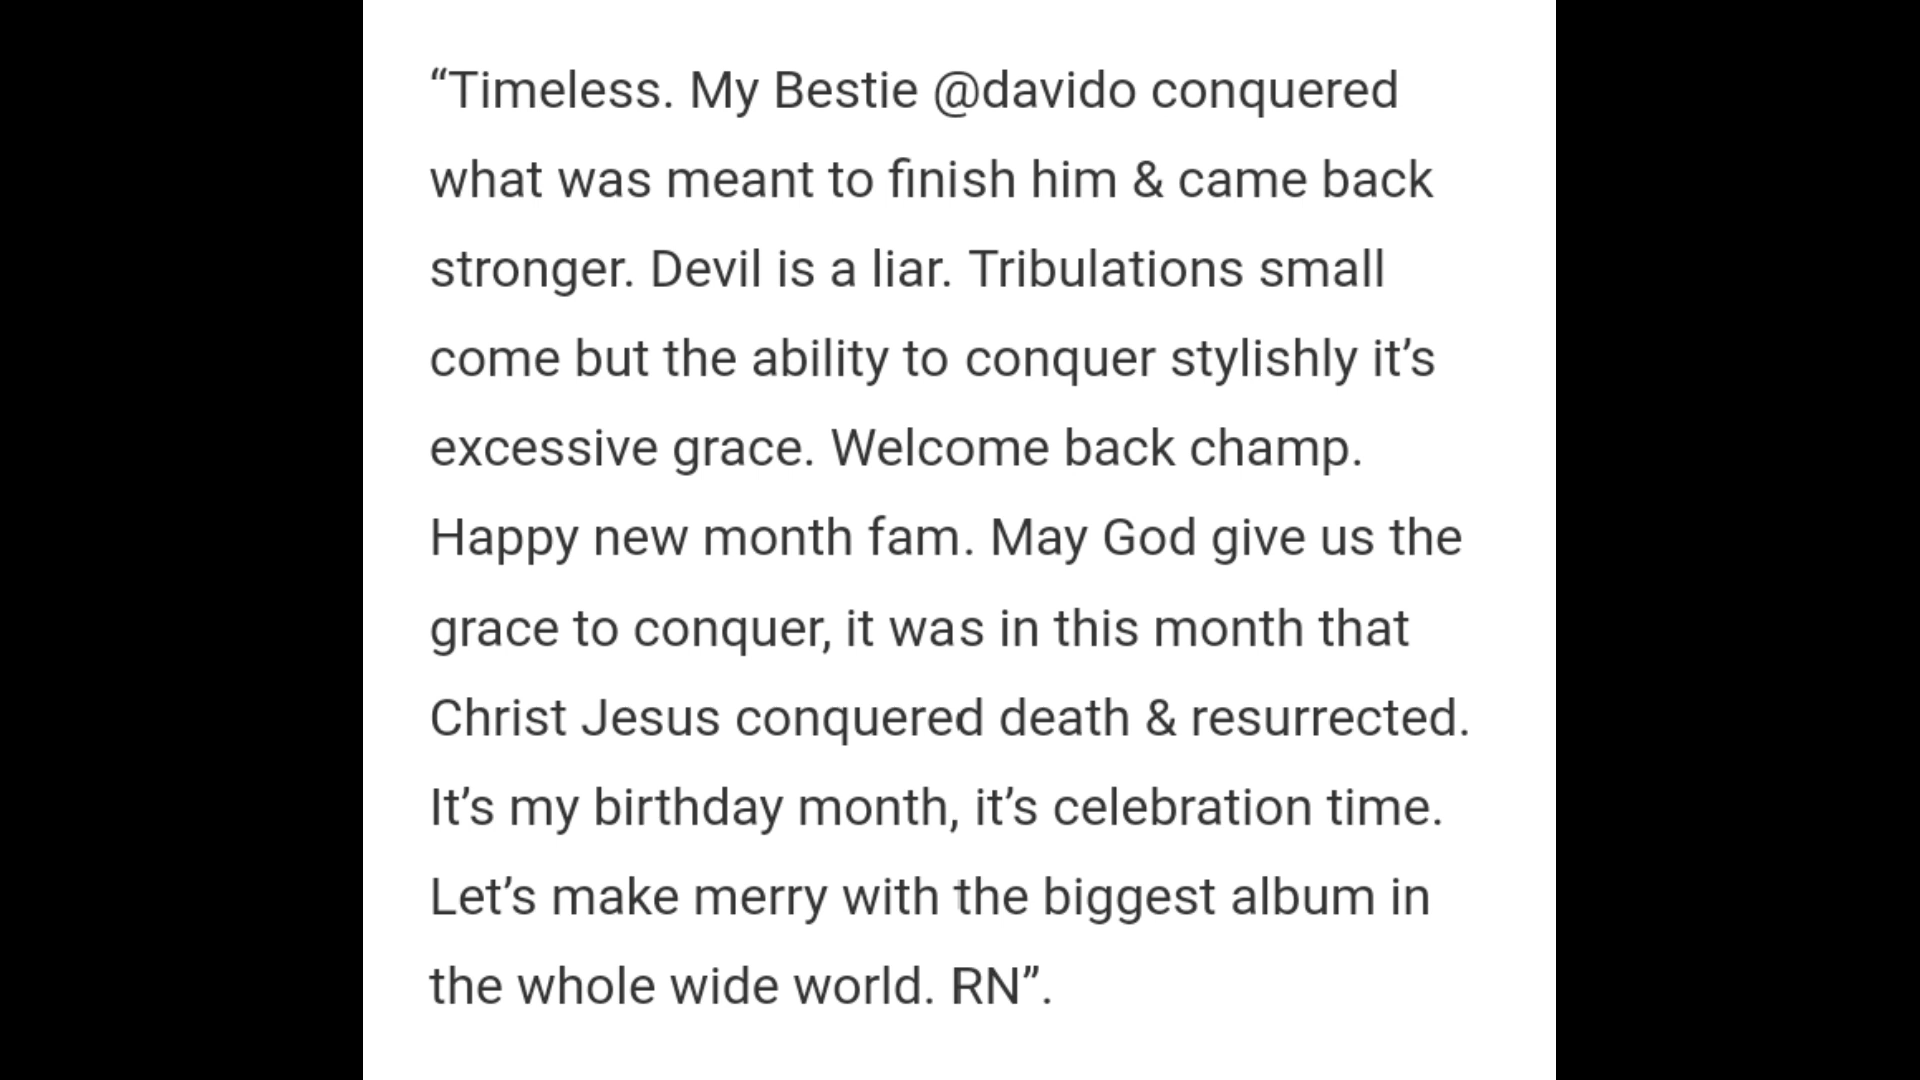 “Timeless. My Bestie @davido conquered
what was meant to finish him & came back
stronger. Devil is a liar. Tribulations small
come but the ability to conquer stylishly it’s
excessive grace. Welcome back champ.
Happy new month fam. May God give us the
grace to conquer, it was in this month that
Christ Jesus conquered death & resurrected.
It’s my birthday month, it’s celebration time.
Let’s make merry with the biggest album in
the whole wide world. RN”.